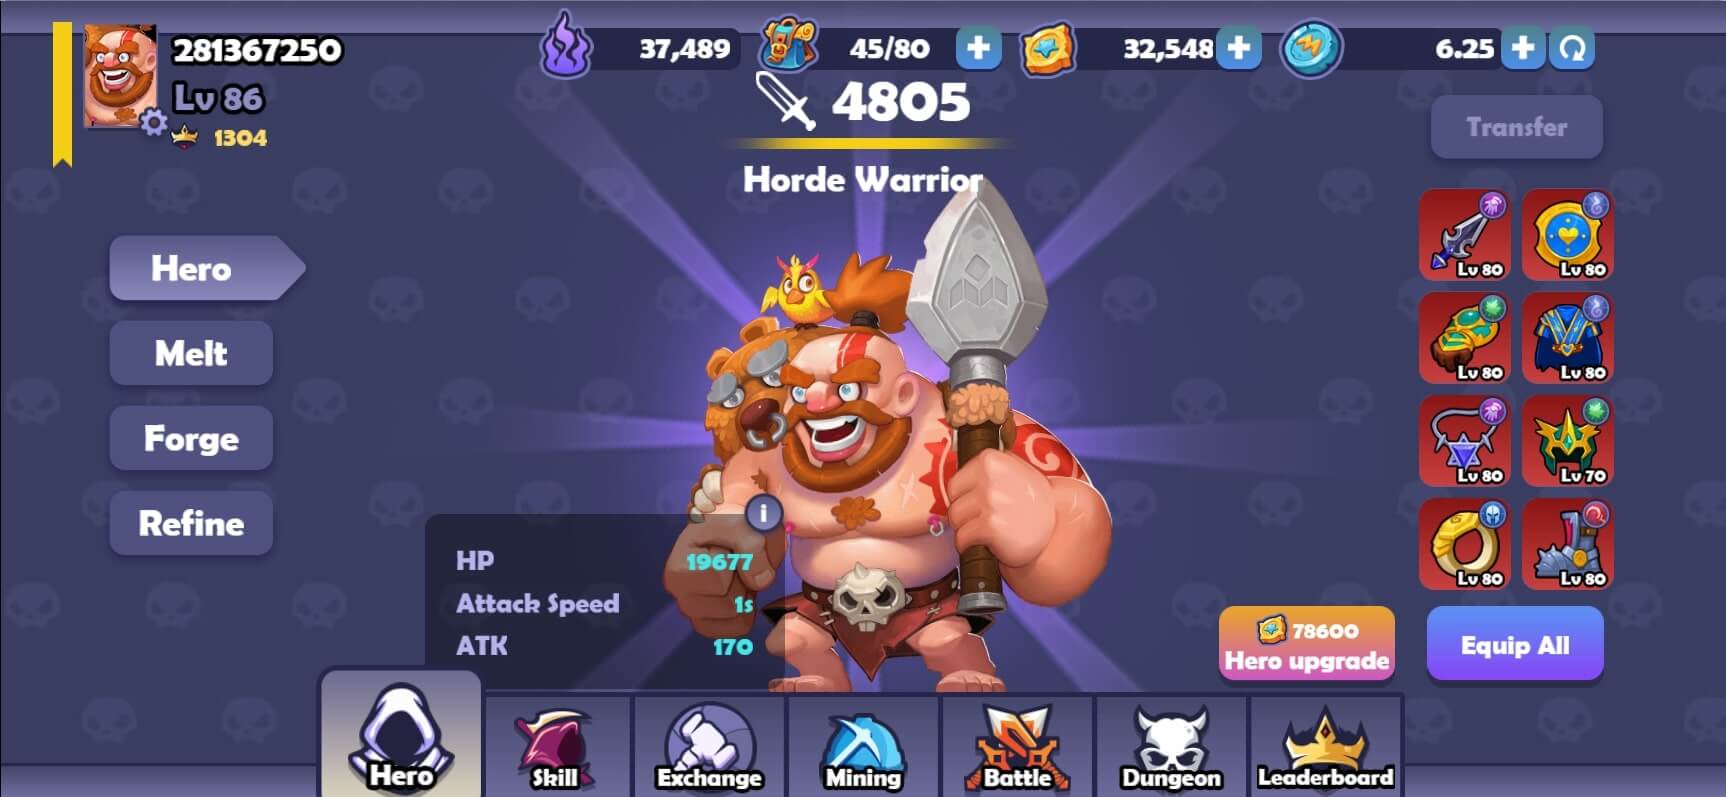 281367250
Lv 86
1304
37,489
45/80
32,548
6.25
4805
Horde Warrior
Transfer
Hero
Melt
Forge
Refine
Lv 80
Lv 80
Lv 80
Lv 80
Lv 80
Lv 70
Lv 80
Lv 80
i
HP 19677
Attack Speed 1s
ATK 170
78600
Hero upgrade
Equip All
Hero
Skill
Exchange
Mining
Battle
Dungeon
Leaderboard